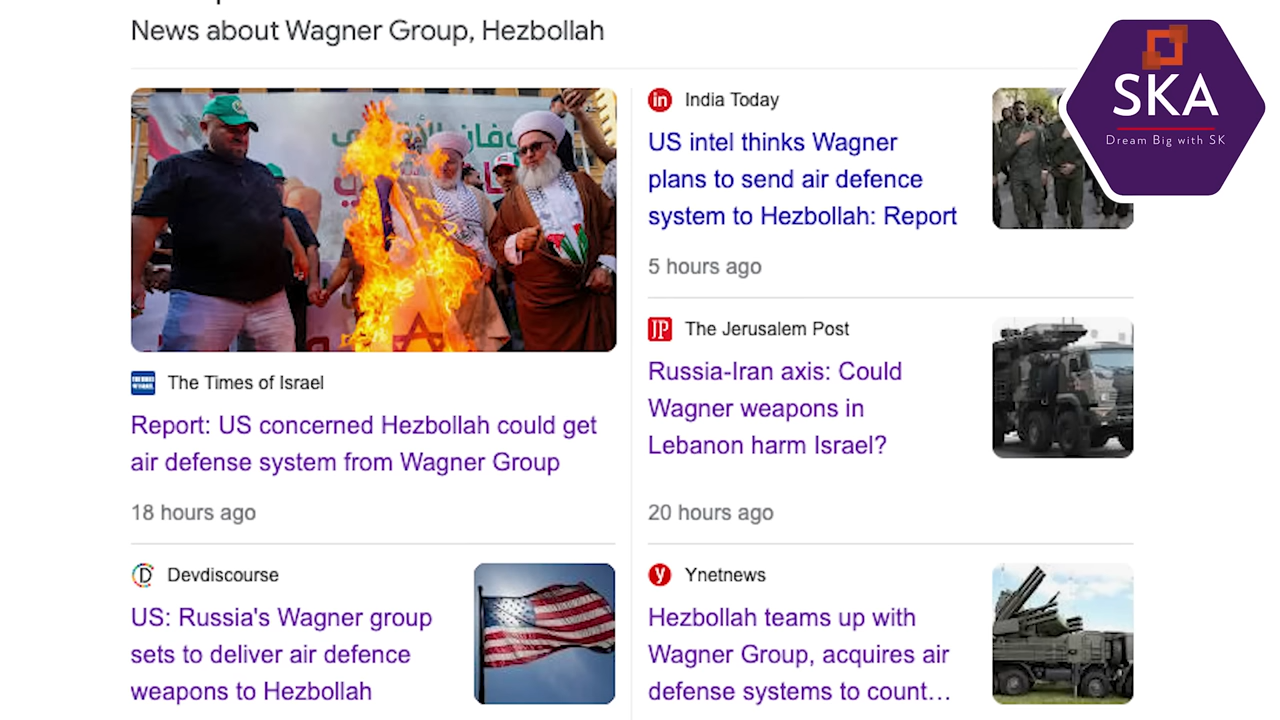 News about Wagner Group, Hezbollah
The Times of Israel
Report: US concerned Hezbollah could get
air defense system from Wagner Group
18 hours ago
Devdiscourse
US: Russia's Wagner group
sets to deliver air defence
weapons to Hezbollah
India Today
US intel thinks Wagner
plans to send air defence
system to Hezbollah: Report
5 hours ago
JP
The Jerusalem Post
Russia-Iran axis: Could
Wagner weapons in
Lebanon harm Israel?
20 hours ago
y
Ynetnews
Hezbollah teams up with
Wagner Group, acquires air
defense systems to count…
SKA
Dream Big with SK